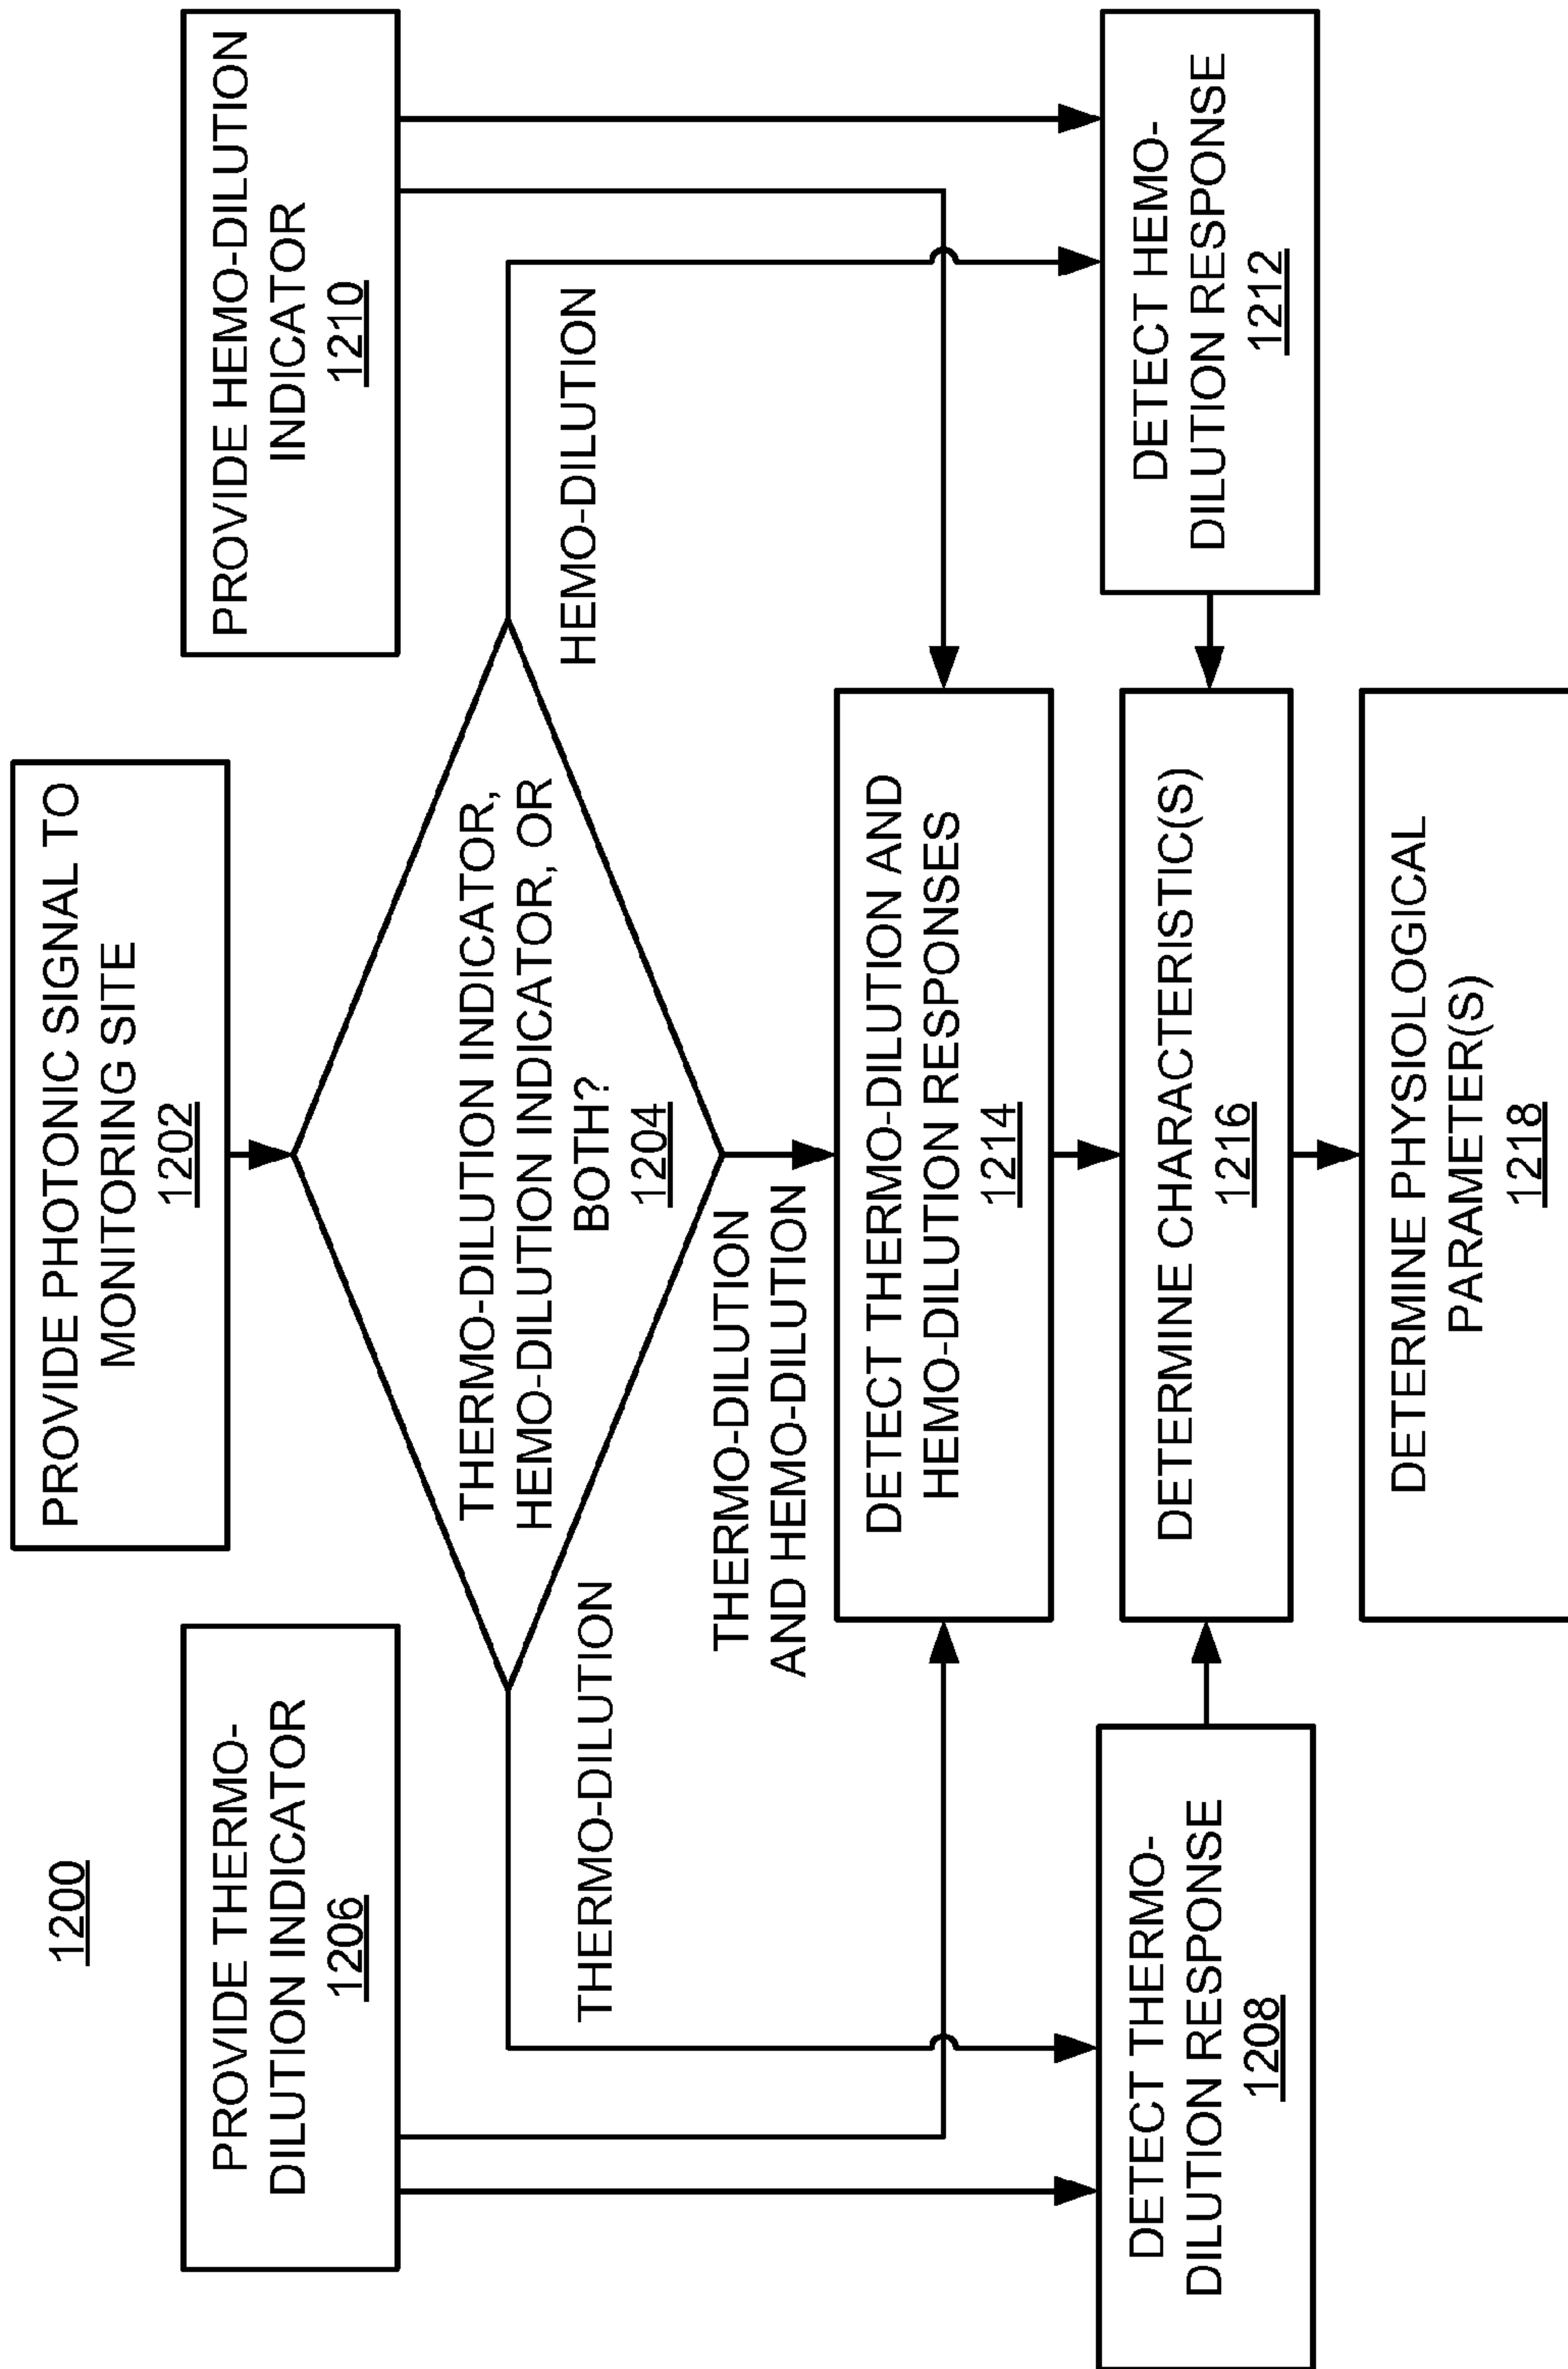 1200
PROVIDE PHOTONIC SIGNAL TO
MONITORING SITE
1202
PROVIDE THERMO-
DILUTION INDICATOR
1206
PROVIDE HEMO-DILUTION
INDICATOR
1210
THERMO-DILUTION INDICATOR,
HEMO-DILUTION INDICATOR, OR
BOTH?
1204
THERMO-DILUTION
HEMO-DILUTION
THERMO-DILUTION
AND HEMO-DILUTION
DETECT THERMO-DILUTION AND
HEMO-DILUTION RESPONSES
1214
DETECT THERMO-
DILUTION RESPONSE
1208
DETERMINE CHARACTERISTIC(S)
1216
DETECT HEMO-
DILUTION RESPONSE
1212
DETERMINE PHYSIOLOGICAL
PARAMETER(S)
1218